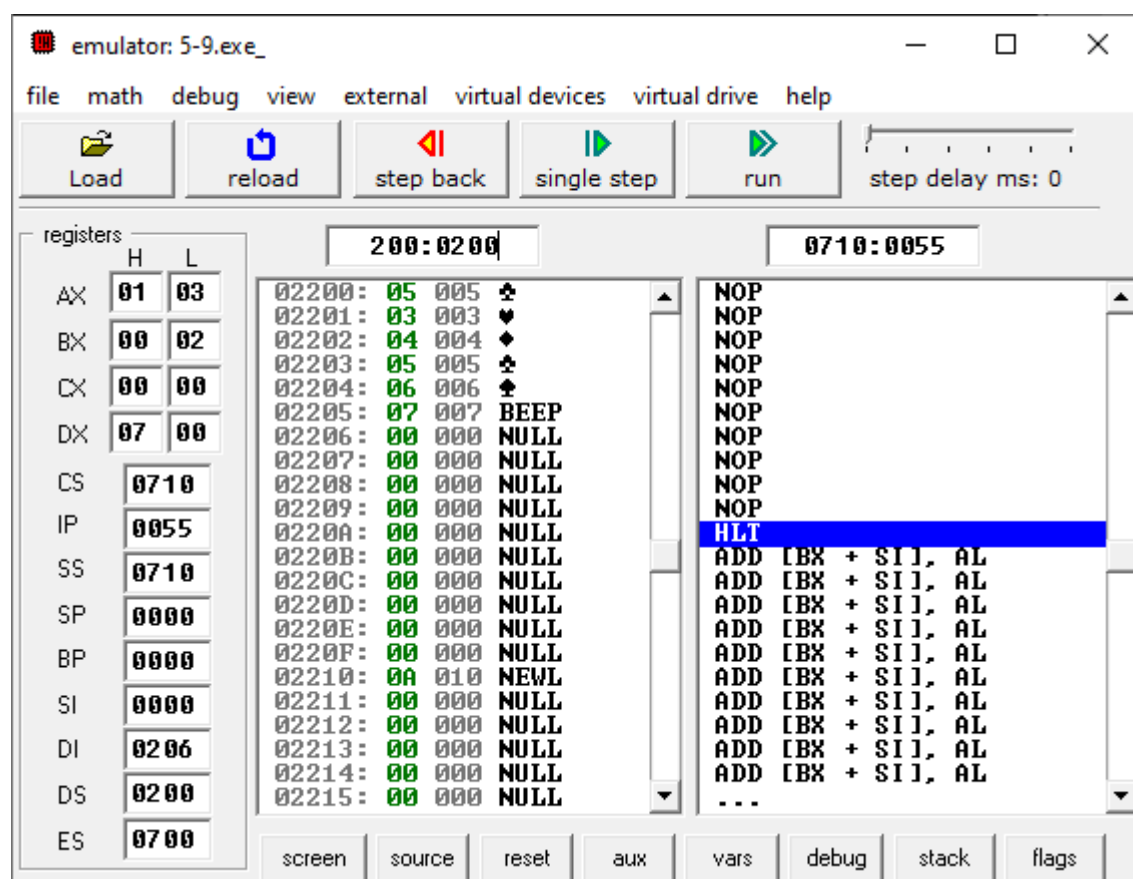 emulator: 5-9.exe_
file math debug view external virtual devices virtual drive help
Load reload step back single step run step delay ms: 0
registers
H L
200:0200
0710:0055
AX 01 03
BX 00 02
CX 00 00
DX 07 00
CS 0710
IP 0055
SS 0710
SP 0000
BP 0000
SI 0000
DI 0206
DS 0200
ES 0700
02200: 05 005 ♣
02201: 03 003 ♥
02202: 04 004 ♦
02203: 05 005 ♣
02204: 06 006 ♠
02205: 07 007 BEEP
02206: 00 000 NULL
02207: 00 000 NULL
02208: 00 000 NULL
02209: 00 000 NULL
0220A: 00 000 NULL
0220B: 00 000 NULL
0220C: 00 000 NULL
0220D: 00 000 NULL
0220E: 00 000 NULL
0220F: 00 000 NULL
02210: 0A 010 NEWL
02211: 00 000 NULL
02212: 00 000 NULL
02213: 00 000 NULL
02214: 00 000 NULL
02215: 00 000 NULL
NOP
NOP
NOP
NOP
NOP
NOP
NOP
NOP
NOP
NOP
HLT
ADD [BX + SI], AL
ADD [BX + SI], AL
ADD [BX + SI], AL
ADD [BX + SI], AL
ADD [BX + SI], AL
ADD [BX + SI], AL
ADD [BX + SI], AL
ADD [BX + SI], AL
ADD [BX + SI], AL
ADD [BX + SI], AL
...
screen source reset aux vars debug stack flags